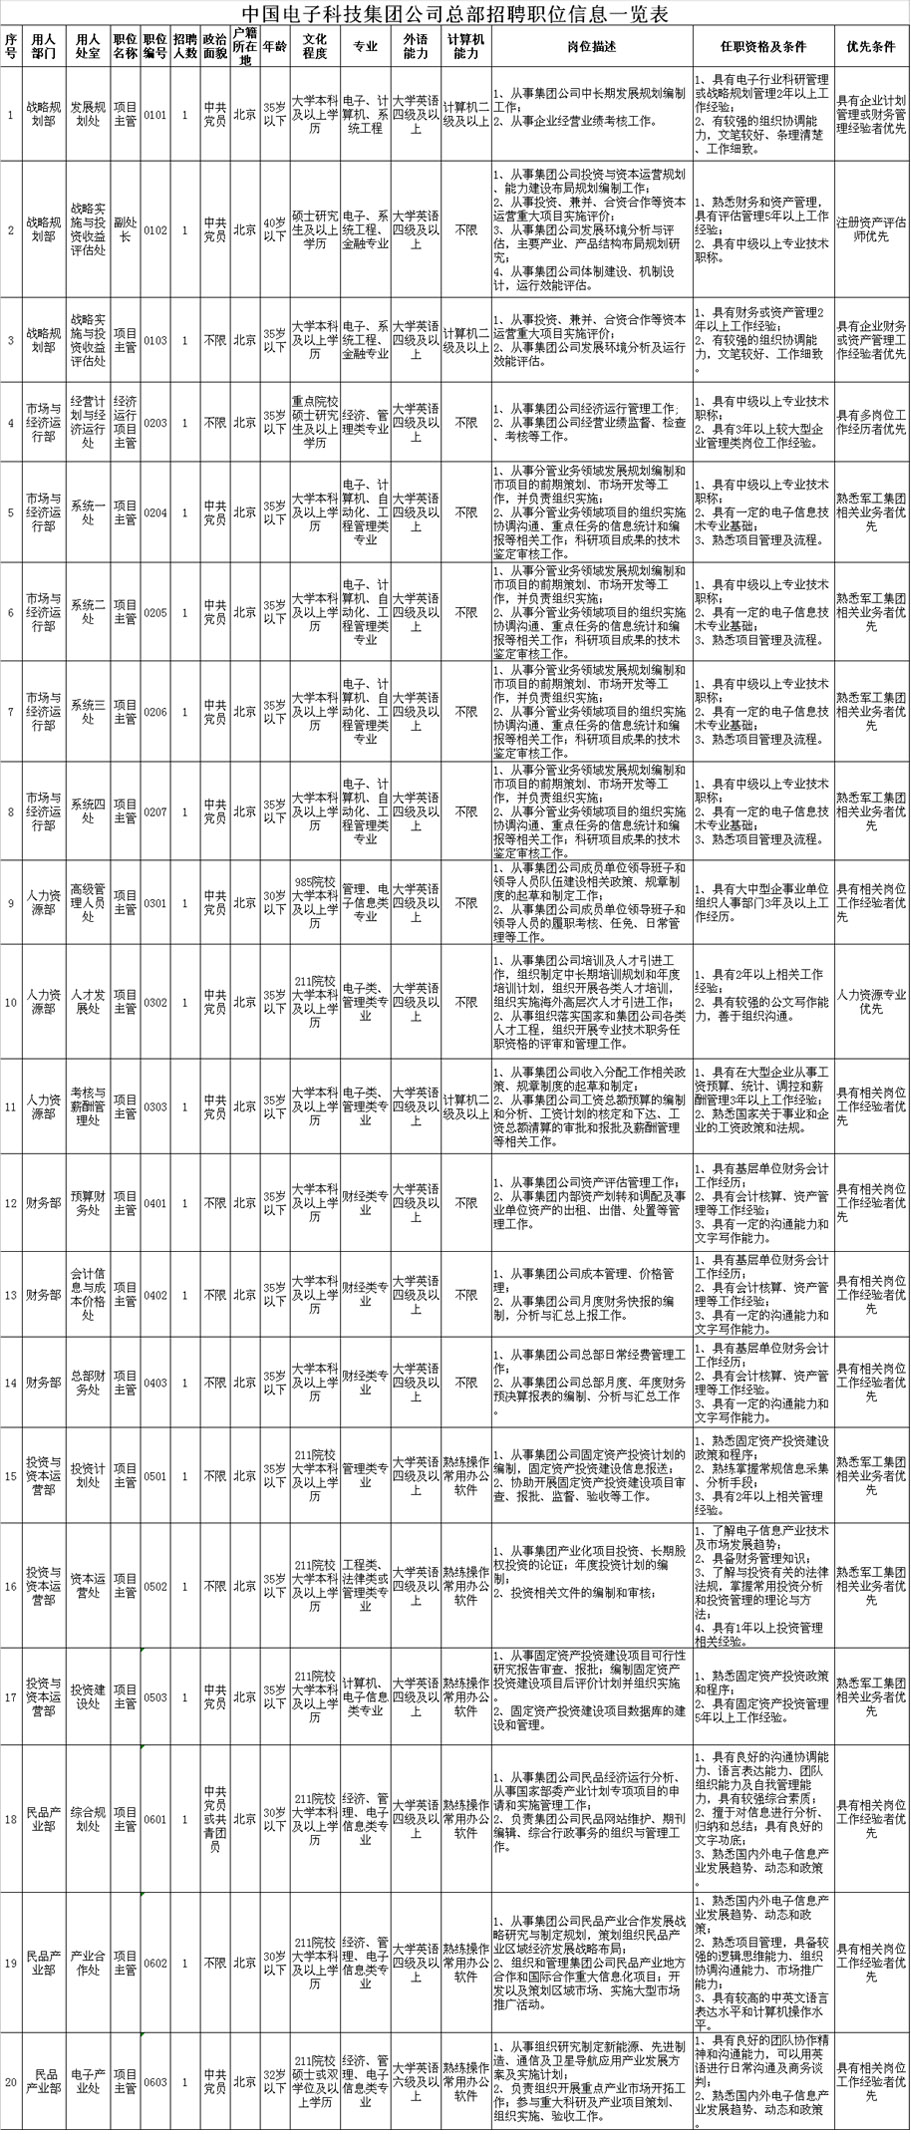 中国电子科技集团公司总部招聘职位信息一览表
序号 用人部门 用人处室 职位名称 职位编号 招聘人数 政治面貌 户籍所在地 年龄 文化程度 专业 外语能力 计算机能力 岗位描述 任职资格及条件 优先条件
1 战略规划部 发展规划处 项目主管 0101 1 中共党员 北京 35岁以下 大学本科及以上学历 电子、计算机、系统工程 大学英语四级及以上 计算机二级及以上
1、从事集团公司中长期发展规划编制工作；
2、从事企业经营业绩考核工作。
1、具有电子行业科研管理或战略规划管理2年以上工作经验；
2、有较强的组织协调能力，文笔较好、条理清楚、工作细致。
具有企业计划管理或财务管理经验者优先
2 战略规划部 战略实施与投资收益评估处 副处长 0102 1 中共党员 北京 40岁以下 硕士研究生及以上学历 电子、系统工程、金融专业 大学英语四级及以上 不限
1、从事集团公司投资与资本运营规划、能力建设布局规划编制工作；
2、从事投资、兼并、合资合作等资本运营重大项目实施评价；
3、从事集团公司发展环境分析与评估，主要产业、产品结构布局规划研究；
4、从事集团公司体制建设、机制设计，运行效能评估。
1、熟悉财务和资产管理，具有评估管理5年以上工作经验；
2、具有中级以上专业技术职称。
注册资产评估师优先
3 战略规划部 战略实施与投资收益评估处 项目主管 0103 1 不限 北京 35岁以下 大学本科及以上学历 电子、系统工程、金融专业 大学英语四级及以上 计算机二级及以上
1、从事投资、兼并、合资合作等资本运营重大项目实施评价；
2、从事集团公司发展环境分析及运行效能评估。
1、具有财务或资产管理2年以上工作经验；
2、有较强的组织协调能力，文笔较好、工作细致。
具有企业财务或资产管理工作经验者优先
4 市场与经济运行部 经营计划与经济运行处 经济运行项目主管 0203 1 不限 北京 35岁以下 重点院校硕士研究生及以上学历 经济、管理类专业 大学英语四级及以上 不限
1、从事集团公司经济运行管理工作；
2、从事集团公司经营业绩监督、检查、考核等工作。
1、具有中级以上专业技术职称；
2、具有3年以上较大型企业管理类岗位工作经验。
具有多岗位工作经历者优先
5 市场与经济运行部 系统一处 项目主管 0204 1 中共党员 北京 35岁以下 大学本科及以上学历 电子、计算机、自动化、工程管理类专业 大学英语四级及以上 不限
1、从事分管业务领域发展规划编制和市项目的前期策划、市场开发等工作，并负责组织实施；
2、从事分管业务领域项目的组织实施协调沟通、重点任务的信息统计和编报等相关工作；科研项目成果的技术鉴定审核工作。
1、具有中级以上专业技术职称；
2、具有一定的电子信息技术专业基础；
3、熟悉项目管理及流程。
熟悉军工集团相关业务者优先
6 市场与经济运行部 系统二处 项目主管 0205 1 中共党员 北京 35岁以下 大学本科及以上学历 电子、计算机、自动化、工程管理类专业 大学英语四级及以上 不限
1、从事分管业务领域发展规划编制和市项目的前期策划、市场开发等工作，并负责组织实施；
2、从事分管业务领域项目的组织实施协调沟通、重点任务的信息统计和编报等相关工作；科研项目成果的技术鉴定审核工作。
1、具有中级以上专业技术职称；
2、具有一定的电子信息技术专业基础；
3、熟悉项目管理及流程。
熟悉军工集团相关业务者优先
7 市场与经济运行部 系统三处 项目主管 0206 1 中共党员 北京 35岁以下 大学本科及以上学历 电子、计算机、自动化、工程管理类专业 大学英语四级及以上 不限
1、从事分管业务领域发展规划编制和市项目的前期策划、市场开发等工作，并负责组织实施；
2、从事分管业务领域项目的组织实施协调沟通、重点任务的信息统计和编报等相关工作；科研项目成果的技术鉴定审核工作。
1、具有中级以上专业技术职称；
2、具有一定的电子信息技术专业基础；
3、熟悉项目管理及流程。
熟悉军工集团相关业务者优先
8 市场与经济运行部 系统四处 项目主管 0207 1 中共党员 北京 35岁以下 大学本科及以上学历 电子、计算机、自动化、工程管理类专业 大学英语四级及以上 不限
1、从事分管业务领域发展规划编制和市项目的前期策划、市场开发等工作，并负责组织实施；
2、从事分管业务领域项目的组织实施协调沟通、重点任务的信息统计和编报等相关工作；科研项目成果的技术鉴定审核工作。
1、具有中级以上专业技术职称；
2、具有一定的电子信息技术专业基础；
3、熟悉项目管理及流程。
熟悉军工集团相关业务者优先
9 人力资源部 高级管理人员处 项目主管 0301 1 中共党员 北京 30岁以下 985院校大学本科及以上学历 管理、电子信息类专业 大学英语四级及以上 不限
1、从事集团公司成员单位领导班子和领导人员队伍建设相关政策、规章制度的起草和制定工作；
2、从事集团公司成员单位领导班子和领导人员的履职考核、任免、日常管理等工作。
1、具有大中型企事业单位组织人事部门3年及以上工作经历。
具有相关岗位工作经验者优先
10 人力资源部 人才发展处 项目主管 0302 1 中共党员 北京 35岁以下 211院校大学本科及以上学历 电子类、管理类专业 大学英语四级及以上 不限
1、从事集团公司培训及人才引进工作，组织制定中长期培训规划和年度培训计划，组织开展各类人才培训，组织实施海外高层次人才引进工作；
2、从事组织落实国家和集团公司各类人才工程，组织开展专业技术职务任职资格的评审和管理工作。
1、具有2年以上相关工作经验；
2、具有较强的公文写作能力，善于组织沟通。
人力资源专业优先
11 人力资源部 考核与薪酬管理处 项目主管 0303 1 中共党员 北京 35岁以下 大学本科及以上学历 电子类、管理类专业 大学英语四级及以上 计算机二级及以上
1、从事集团公司收入分配工作相关政策、规章制度的起草和制定；
2、从事集团公司工资总额预算的编制和分析、工资计划的核定和下达、工资总额清算的审批和报批及薪酬管理等相关工作。
1、具有在大型企业从事工资预算、统计、调控和薪酬管理3年以上工作经验；
2、熟悉国家关于事业和企业的工资政策和法规。
具有相关岗位工作经验者优先
12 财务部 预算财务处 项目主管 0401 1 不限 北京 35岁以下 大学本科及以上学历 财经类专业 大学英语四级及以上 不限
1、从事集团公司资产评估管理工作；
2、从事集团内部资产划转和调配及事业单位资产的出租、出借、处置等管理工作。
1、具有基层单位财务会计工作经历；
2、具有会计核算、资产管理等工作经验；
3、具有一定的沟通能力和文字写作能力。
具有相关岗位工作经验者优先
13 财务部 会计信息与成本价格处 项目主管 0402 1 不限 北京 35岁以下 大学本科及以上学历 财经类专业 大学英语四级及以上 不限
1、从事集团公司成本管理、价格管理；
2、从事集团公司月度财务快报的编制，分析与汇总上报工作。
1、具有基层单位财务会计工作经历；
2、具有会计核算、资产管理等工作经验；
3、具有一定的沟通能力和文字写作能力。
具有相关岗位工作经验者优先
14 财务部 总部财务处 项目主管 0403 1 不限 北京 35岁以下 大学本科及以上学历 财经类专业 大学英语四级及以上 不限
1、从事集团公司总部日常经费管理工作；
2、从事集团公司总部月度、年度财务预决算报表的编制、分析与汇总工作。
1、具有基层单位财务会计工作经历；
2、具有会计核算、资产管理等工作经验。
3、具有一定的沟通能力和文字写作能力。
具有相关岗位工作经验者优先
15 投资与资本运营部 投资计划处 项目主管 0501 1 不限 北京 35岁以下 211院校大学本科及以上学历 管理类专业 大学英语四级及以上 熟练操作常用办公软件
1、从事集团公司固定资产投资计划的编制，固定资产投资建设信息报送；
2、协助开展固定资产投资建设项目审查、报批、监督、验收等工作。
1、熟悉固定资产投资建设政策和程序；
2、熟练掌握常规信息采集、分析手段；
3、具有2年以上相关管理经验。
熟悉军工集团相关业务者优先
16 投资与资本运营部 资本运营处 项目主管 0502 1 不限 北京 35岁以下 211院校大学本科及以上学历 工程类、法律类或管理类专业 大学英语四级及以上 熟练操作常用办公软件
1、从事集团产业化项目投资、长期股权投资的论证；年度投资计划的编制；
2、投资相关文件的编制和审核；
1、了解电子信息产业技术及市场发展趋势；
2、具备财务管理知识；
3、了解与投资有关的法律法规，掌握常用投资分析和投资管理的理论与方法；
4、具有1年以上投资管理相关经验。
熟悉军工集团相关业务者优先
17 投资与资本运营部 投资建设处 项目主管 0503 1 中共党员 北京 35岁以下 211院校大学本科及以上学历 计算机、电子信息类专业 大学英语四级及以上 熟练操作常用办公软件
1、从事固定资产投资建设项目可行性研究报告审查、报批；编制固定资产投资建设项目后评价计划并组织实施。
2、固定资产投资建设项目数据库的建设和管理。
1、熟悉固定资产投资政策和程序；
2、具有固定资产投资管理5年以上工作经验。
熟悉军工集团相关业务者优先
18 民品产业部 综合规划处 项目主管 0601 1 中共党员或共青团员 北京 30岁以下 211院校大学本科及以上学历 经济、管理、电子信息类专业 大学英语四级及以上 熟练操作常用办公软件
1、从事集团公司民品经济运行分析、从事国家部委产业计划专项项目的申请和实施管理工作；
2、负责集团公司民品网站维护、期刊编辑、综合行政事务的组织与管理工作。
1、具有良好的沟通协调能力、语言表达能力、团队组织能力及自我管理能力，具有较强综合素质；
2、擅于对信息进行分析、归纳和总结；具有良好的文字功底；
3、熟悉国内外电子信息产业发展趋势、动态和政策。
具有相关岗位工作经验者优先
19 民品产业部 产业合作处 项目主管 0602 1 不限 北京 30岁以下 211院校大学本科及以上学历 经济、管理、电子信息类专业 大学英语四级及以上 熟练操作常用办公软件
1、从事集团公司民品产业合作发展战略研究与制定规划，策划组织民品产业区域经济发展战略布局；
2、组织和管理集团公司民品产业地方合作和国际合作重大信息化项目；开发以及策划区域市场、实施大型市场推广活动。
1、熟悉国内外电子信息产业发展趋势、动态和政策；
2、熟悉项目管理，具备较强的逻辑思维能力、组织协调沟通能力、市场推广能力；
3、具有较高的中英文语言表达水平和计算机操作水平。
具有相关岗位工作经验者优先
20 民品产业部 电子产业处 项目主管 0603 1 中共党员 北京 32岁以下 211院校硕士或双学位及以上学历 经济、管理、电子信息类专业 大学英语六级及以上 熟练操作常用办公软件
1、从事组织研究制定新能源、先进制造、通信及卫星导航应用产业发展方案及实施计划；
2、负责组织开展重点产业市场开拓工作；参与重大科研及产业项目策划、组织实施、验收工作。
1、具有良好的团队协作精神和沟通能力，可以用英语进行日常沟通及商务谈判；
2、熟悉国内外电子信息产业发展趋势、动态和政策。
具有相关岗位工作经验者优先